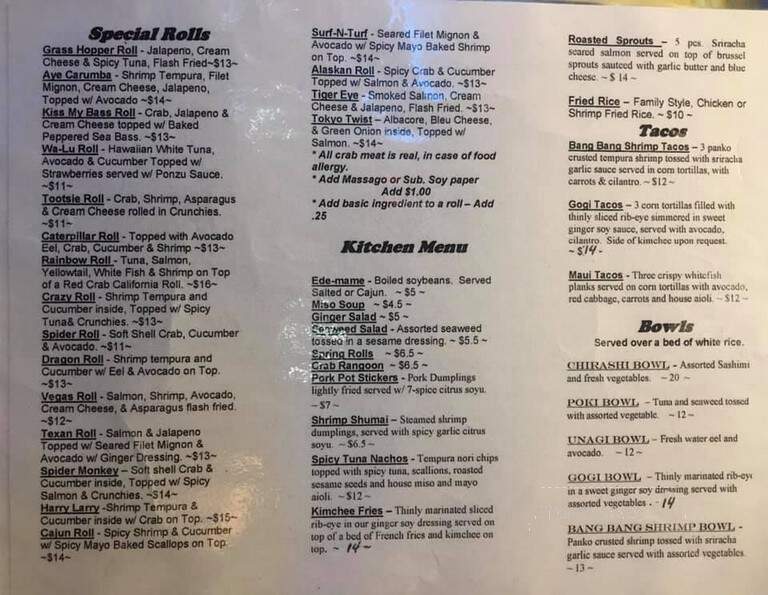 Special Rolls
Grass Hopper Roll - Jalapeno, Cream
Cheese & Spicy Tuna, Flash Fried~$13~
Aye Carumba - Shrimp Tempura, Filet
Mignon, Cream Cheese, Jalapeno,
Topped w/ Avocado ~$14~
Kiss My Bass Roll - Crab, Jalapeno &
Cream Cheese topped w/ Baked
Peppered Sea Bass. ~$13~
Wa-Lu Roll - Hawaiian White Tuna,
Avocado & Cucumber Topped w/
Strawberries served w/ Ponzu Sauce.
~$11~
Tootsie Roll - Crab, Shrimp, Asparagus
& Cream Cheese rolled in Crunchies.
~$11~
Caterpillar Roll - Topped with Avocado
Eel, Crab, Cucumber & Shrimp ~$13~
Rainbow Roll - Tuna, Salmon,
Yellowtail, White Fish & Shrimp on Top
of a Red Crab California Roll. ~$16~
Crazy Roll - Shrimp Tempura and
Cucumber inside, Topped w/ Spicy
Tuna& Crunchies. ~$13~
Spider Roll - Soft Shell Crab, Cucumber
& Avocado. ~$11~
Dragon Roll - Shrimp tempura and
Cucumber w/ Eel & Avocado on Top.
~$13~
Vegas Roll - Salmon, Shrimp, Avocado,
Cream Cheese, & Asparagus flash fried.
~$12~
Texan Roll - Salmon & Jalapeno
Topped w/ Seared Filet Mignon &
Avocado w/ Ginger Dressing. ~$13~
Spider Monkey – Soft shell Crab &
Cucumber inside, Topped w/ Spicy
Salmon & Crunchies. ~$14~
Harry Larry -Shrimp Tempura &
Cucumber inside w/ Crab on Top. ~$15~
Cajun Roll - Spicy Shrimp & Cucumber
w/ Spicy Mayo Baked Scallops on Top.
~$14~
Surf-N-Turf - Seared Filet Mignon &
Avocado w/ Spicy Mayo Baked Shrimp
on Top. ~$14~
Alaskan Roll - Spicy Crab & Cucumber
Topped w/ Salmon & Avocado. ~$13~
Tiger Eye - Smoked Salmon, Cream
Cheese & Jalapeno, Flash Fried. ~$13~
Tokyo Twist – Albacore, Bleu Cheese,
& Green Onion inside, Topped w/
Salmon. ~$14~
* All crab meat is real, in case of food
allergy.
* Add Massago or Sub. Soy paper
Add $1.00
* Add basic ingredient to a roll – Add
.25
Kitchen Menu
Ede-mame - Boiled soybeans. Served
Salted or Cajun. ~ $5 ~
Miso Soup ~ $4.5 ~
Ginger Salad ~ $5 ~
Seaweed Salad - Assorted seaweed
tossed in a sesame dressing. ~ $5.5 ~
Spring Rolls ~ $6.5 ~
Crab Rangoon ~ $6.5 ~
Pork Pot Stickers - Pork Dumplings
lightly fried served w/ 7-spice citrus soyu.
~ $7 ~
Shrimp Shumai – Steamed shrimp
dumplings, served with spicy garlic citrus
soyu. ~ $6.5 ~
Spicy Tuna Nachos - Tempura nori chips
topped with spicy tuna, scallions, roasted
sesame seeds and house miso and mayo
aioli. ~ $12 ~
Kimchee Fries – Thinly marinated sliced
rib-eye in our ginger soy dressing served on
top of a bed of French fries and kimchee on
top. ~ 14 ~
Roasted Sprouts – 5 pcs. Sriracha
seared salmon served on top of brussel
sprouts sauteed with garlic butter and blue
cheese. ~ $ 14 ~
Fried Rice – Family Style, Chicken or
Shrimp Fried Rice. ~ $10 ~
Tacos
Bang Bang Shrimp Tacos – 3 panko
crusted tempura shrimp tossed with sriracha
garlic sauce served in corn tortillas, with
carrots & cilantro. ~ $12 ~
Gogi Tacos - 3 corn tortillas filled with
thinly sliced rib-eye simmered in sweet
ginger soy sauce, served with avocado,
cilantro. Side of kimchee upon request.
~ $14 -
Maui Tacos - Three crispy whitefish
planks served on corn tortillas with avocado,
red cabbage, carrots and house aioli. ~ $12 ~
Bowls
Served over a bed of white rice.
CHIRASHI BOWL - Assorted Sashimi
and fresh vegetables. ~ 20 ~
POKI BOWL – Tuna and seaweed tossed
with assorted vegetable. ~ 12 ~
UNAGI BOWL – Fresh water eel and
avocado. ~ 12 ~
GOGI BOWL - Thinly marinated rib-eye
in a sweet ginger soy dressing served with
assorted vegetables. ~ 14
BANG BANG SHRIMP BOWL -
Panko crusted shrimp tossed with sriracha
garlic sauce served with assorted vegetables.
~ 13 ~